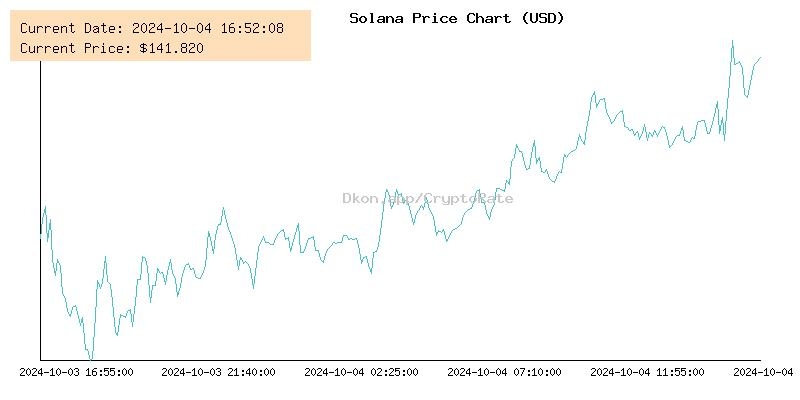 Solana Price Chart (USD)
Current Date: 2024-10-04 16:52:08
Current Price: $141.820
Dkon.app/CryptoRate
2024-10-03 16:55:00 2024-10-03 21:40:00 2024-10-04 02:25:00 2024-10-04 07:10:00 2024-10-04 11:55:00 2024-10-04